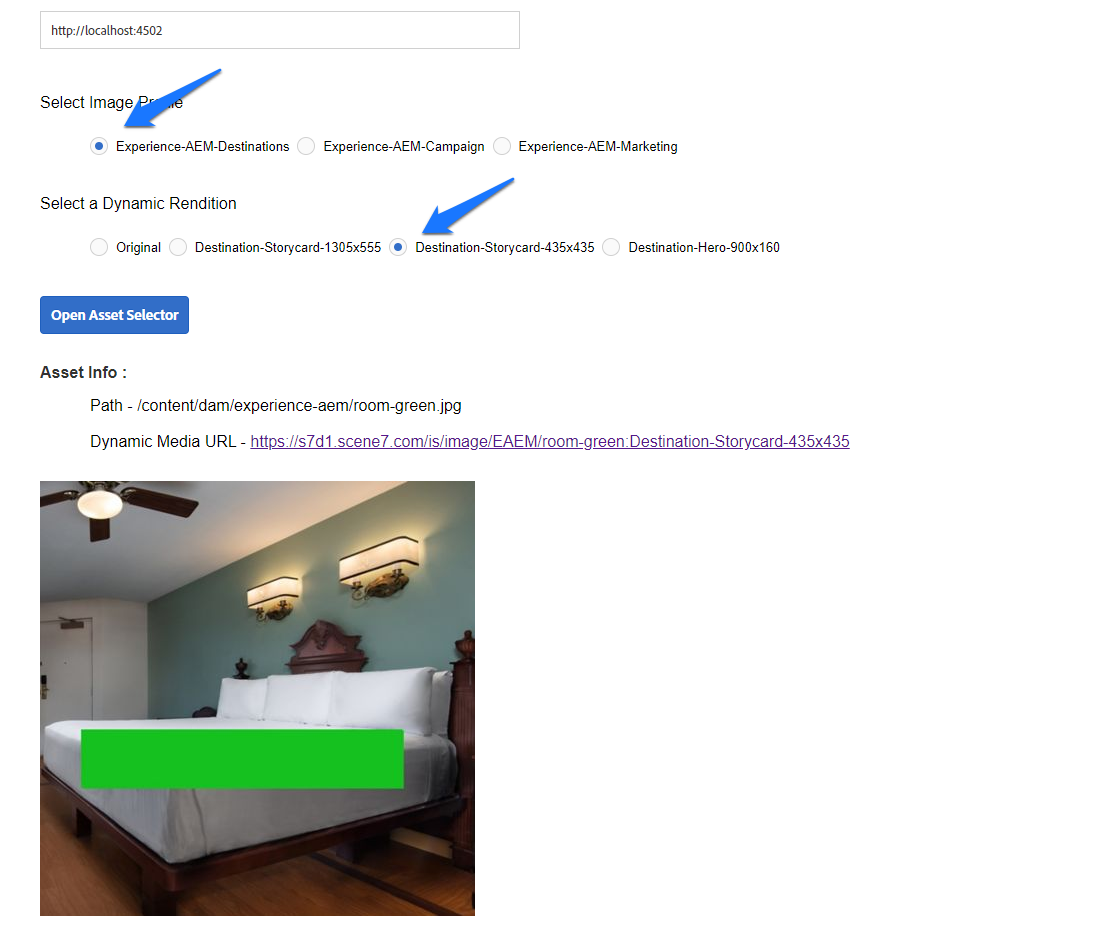 http://localhost:4502
Select Image Profile
Experience-AEM-Destinations Experience-AEM-Campaign Experience-AEM-Marketing
Select a Dynamic Rendition
Original Destination-Storycard-1305x555 Destination-Storycard-435x435 Destination-Hero-900x160
Open Asset Selector
Asset Info :
Path - /content/dam/experience-aem/room-green.jpg
Dynamic Media URL - https://s7d1.scene7.com/is/image/EAEM/room-green:Destination-Storycard-435x435